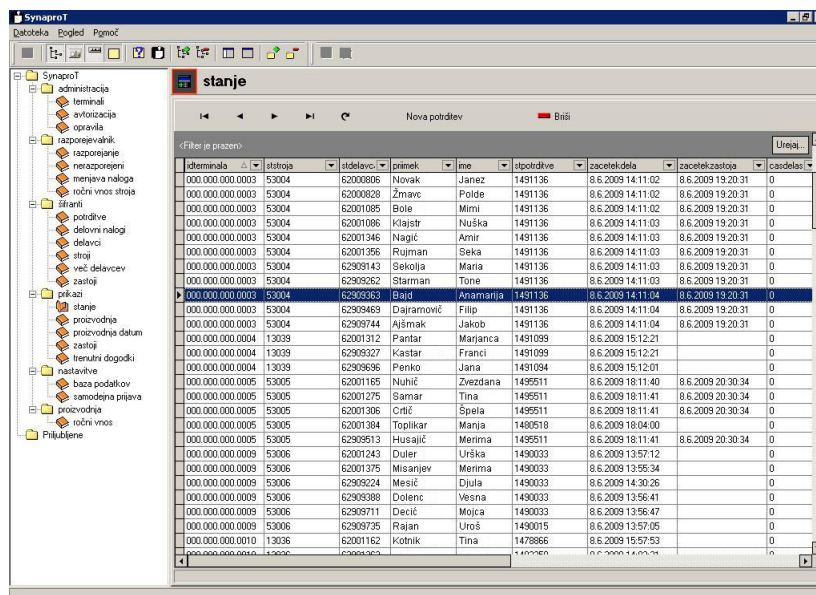 SynaproT
Datoteka Pogled Pomoč
SynaproT
administracija
terminali
avtorizacija
opravila
razporejevalnik
razporejanje
nerazporejeni
menjava naloga
ročni vnos stroja
šifranti
potrditve
delovni nalogi
delavci
stroji
več delavcev
zastoji
prikazi
stanje
proizvodnja
proizvodnja datum
zastoji
trenutni dogodki
nastavitve
baza podatkov
samodejna prijava
proizvodnja
ročni vnos
Priljubljene
stanje
Nova potrditev Briši
<Filter je prazen> Urejaj...
idterminala ststroja stdelavc. priimek ime stpotrditve zacetekdela zacetekzastoja casdelas
000.000.000.0003 53004 62000806 Novak Janez 1491136 8.6.2009 14:11:02 8.6.2009 19:20:31 0
000.000.000.0003 53004 62000828 Žmavc Polde 1491136 8.6.2009 14:11:02 8.6.2009 19:20:31 0
000.000.000.0003 53004 62001085 Bole Mimi 1491136 8.6.2009 14:11:02 8.6.2009 19:20:31 0
000.000.000.0003 53004 62001086 Klajstr Nuška 1491136 8.6.2009 14:11:03 8.6.2009 19:20:31 0
000.000.000.0003 53004 62001346 Nagić Amir 1491136 8.6.2009 14:11:03 8.6.2009 19:20:31 0
000.000.000.0003 53004 62001356 Rujman Seka 1491136 8.6.2009 14:11:03 8.6.2009 19:20:31 0
000.000.000.0003 53004 62909143 Sekolja Maria 1491136 8.6.2009 14:11:03 8.6.2009 19:20:31 0
000.000.000.0003 53004 62909262 Starman Tone 1491136 8.6.2009 14:11:03 8.6.2009 19:20:31 0
000.000.000.0003 53004 62909363 Bajd Anamarija 1491136 8.6.2009 14:11:04 8.6.2009 19:20:31 0
000.000.000.0003 53004 62909469 Dajramovič Filip 1491136 8.6.2009 14:11:04 8.6.2009 19:20:31 0
000.000.000.0003 53004 62909744 Ajšmak Jakob 1491136 8.6.2009 14:11:04 8.6.2009 19:20:31 0
000.000.000.0004 13039 62001312 Pantar Marjanca 1491099 8.6.2009 15:12:21 0
000.000.000.0004 13039 62909327 Kastar Franci 1491099 8.6.2009 15:12:21 0
000.000.000.0004 13039 62909696 Penko Jana 1491094 8.6.2009 15:12:01 0
000.000.000.0005 53005 62001165 Nuhič Zvezdana 1495511 8.6.2009 18:11:40 8.6.2009 20:30:34 0
000.000.000.0005 53005 62001275 Samar Tina 1495511 8.6.2009 18:11:41 8.6.2009 20:30:34 0
000.000.000.0005 53005 62001306 Crtič Špela 1495511 8.6.2009 18:11:41 8.6.2009 20:30:34 0
000.000.000.0005 53005 62001384 Toplikar Manja 1480518 8.6.2009 18:04:00 0
000.000.000.0005 53005 62909513 Husajič Merima 1495511 8.6.2009 18:11:41 8.6.2009 20:30:34 0
000.000.000.0009 53006 62001243 Duler Urška 1490033 8.6.2009 13:57:12 0
000.000.000.0009 53006 62001375 Misanjev Merima 1490033 8.6.2009 13:55:34 0
000.000.000.0009 53006 62909224 Mesič Djula 1490033 8.6.2009 14:30:26 0
000.000.000.0009 53006 62909388 Dolenc Vesna 1490033 8.6.2009 13:56:41 0
000.000.000.0009 53006 62909711 Decić Mojca 1490033 8.6.2009 13:56:47 0
000.000.000.0009 53006 62909735 Rajan Uroš 1490015 8.6.2009 13:57:05 0
000.000.000.0010 13036 62001162 Kotnik Tina 1478866 8.6.2009 15:57:53 0